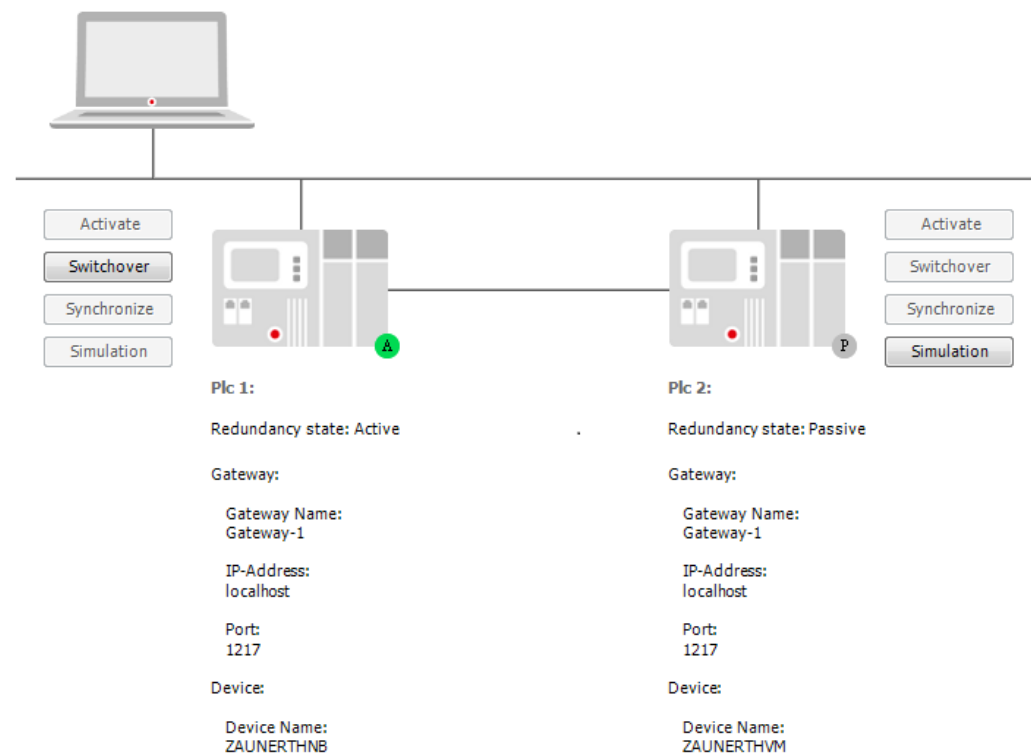 Activate
Switchover
Synchronize
Simulation
A
P
Activate
Switchover
Synchronize
Simulation
Plc 1:
Redundancy state: Active
Gateway:
Gateway Name:
Gateway-1
IP-Address:
localhost
Port:
1217
Device:
Device Name:
ZAUNERTHNB
.
Plc 2:
Redundancy state: Passive
Gateway:
Gateway Name:
Gateway-1
IP-Address:
localhost
Port:
1217
Device:
Device Name:
ZAUNERTHVM